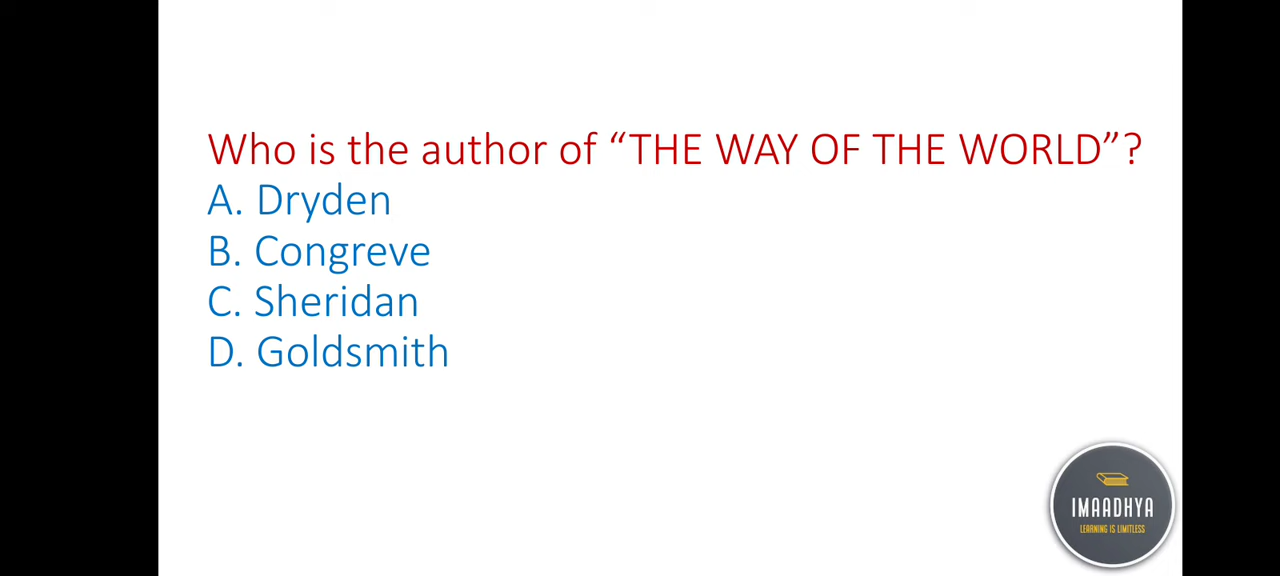 Who is the author of “THE WAY OF THE WORLD”?
A. Dryden
B. Congreve
C. Sheridan
D. Goldsmith
IMAADHYA
LEARNING IS LIMITLESS